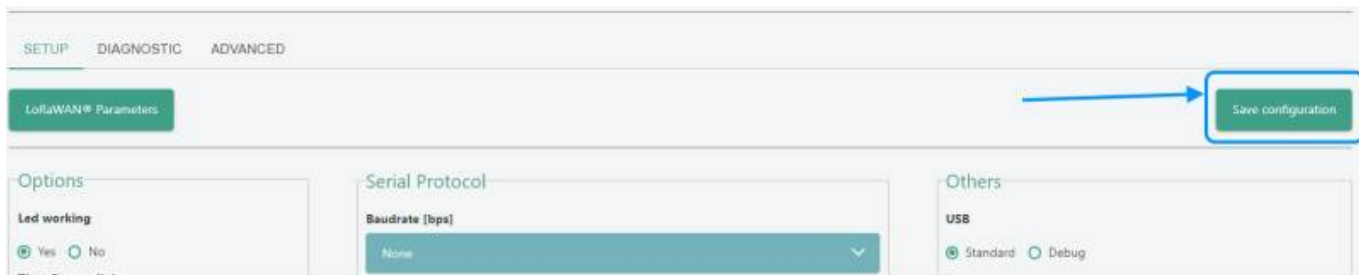 SETUP DIAGNOSTIC ADVANCED
LoRaWAN® Parameters
Save configuration
Options
Led working
Yes No
Serial Protocol
Baudrate [bps]
None
Others
USB
Standard Debug